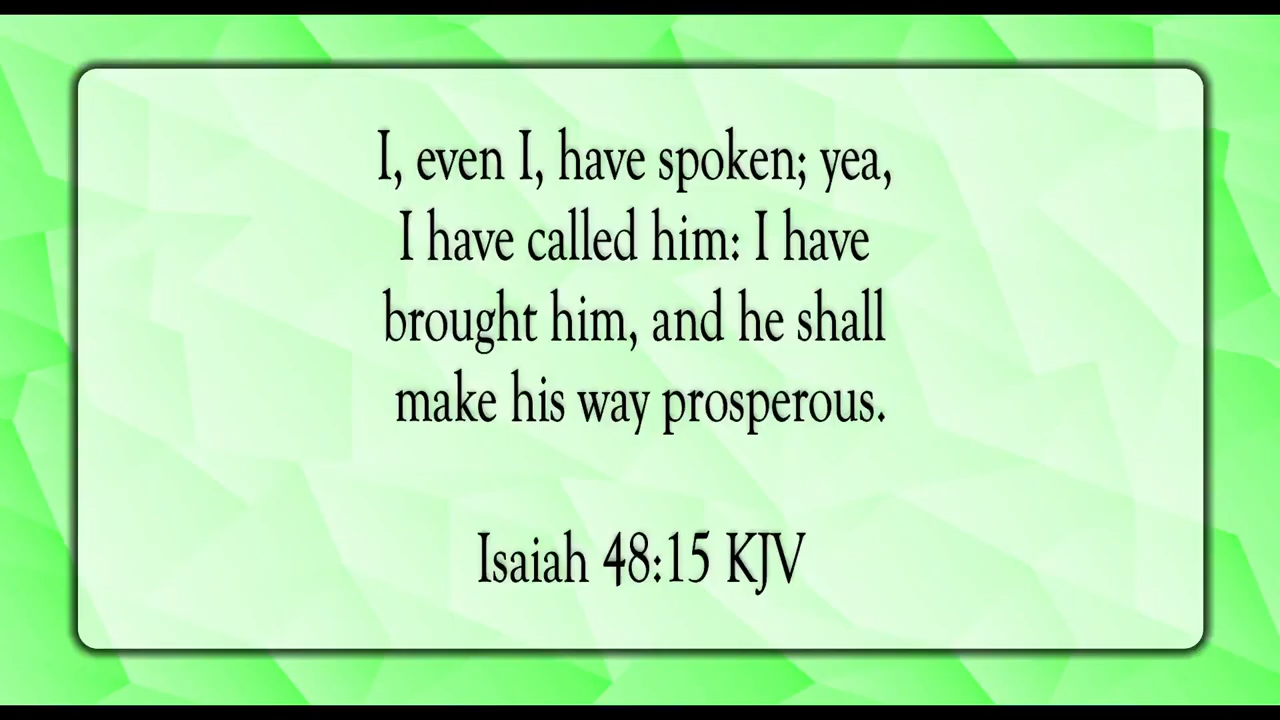 I, even I, have spoken; yea,
I have called him: I have
brought him, and he shall
make his way prosperous.
Isaiah 48:15 KJV